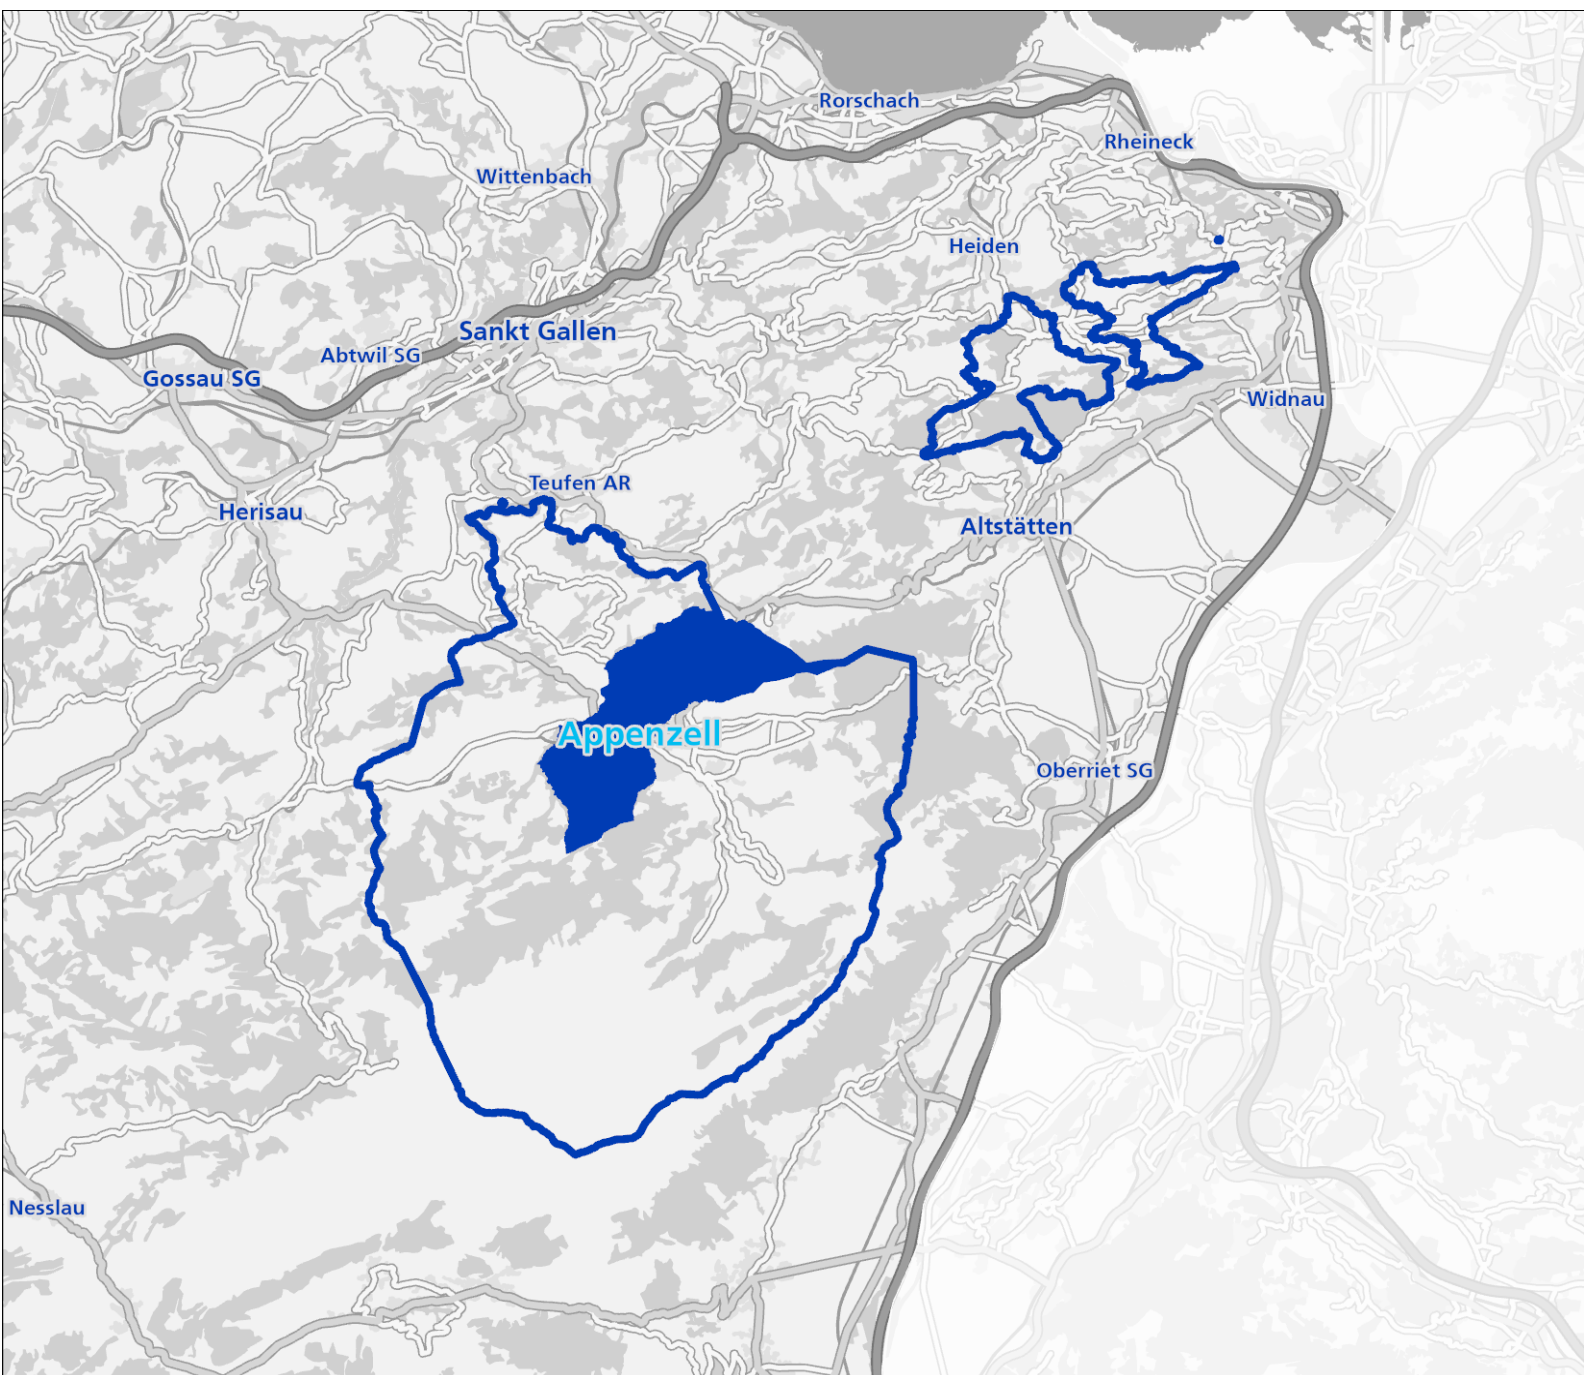 Rorschach
Rheineck
Wittenbach
Heiden
Sankt Gallen
Abtwil SG
Gossau SG
Widnau
Teufen AR
Herisau
Altstätten
Appenzell
Oberriet SG
Nesslau